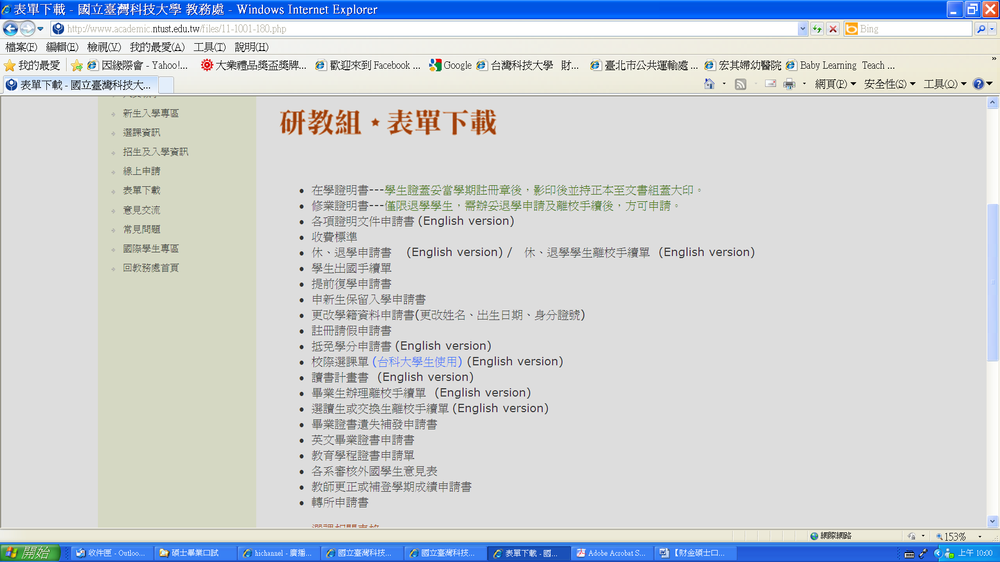 表單下載 - 國立臺灣科技大學 教務處 - Windows Internet Explorer
http://www.academic.ntust.edu.tw/files/11-1001-180.php
Bing
檔案(F) 編輯(E) 檢視(V) 我的最愛(A) 工具(T) 說明(H)
我的最愛 因緣際會 - Yahoo!... 大業禮品獎盃獎牌... 歡迎來到 Facebook ... Google 台灣科技大學 財... 臺北市公共運輸處... 宏其婦幼醫院 Baby Learning Teach ...
表單下載 - 國立臺灣科技大... 網頁(P) 安全性(S) 工具(O)
新生入學專區
選課資訊
招生及入學資訊
線上申請
表單下載
意見交流
常見問題
國際學生專區
回教務處首頁
研教組 ★ 表單下載
在學證明書---學生證蓋妥當學期註冊章後，影印後並持正本至文書組蓋大印。
修業證明書---僅限退學學生，需辦妥退學申請及離校手續後，方可申請。
各項證明文件申請書 (English version)
收費標準
休、退學申請書 (English version) / 休、退學學生離校手續單 (English version)
學生出國手續單
提前復學申請書
申新生保留入學申請書
更改學籍資料申請書(更改姓名、出生日期、身分證號)
註冊請假申請書
抵免學分申請書 (English version)
校際選課單 (台科大學生使用) (English version)
讀書計畫書 (English version)
畢業生辦理離校手續單 (English version)
選讀生或交換生離校手續單 (English version)
畢業證書遺失補發申請書
英文畢業證書申請書
教育學程證書申請單
各系審核外國學生意見表
教師更正或補登學期成績申請書
轉所申請書
選課相關表格
網際網路 153%
開始 收件匣 - Outloo... 碩士畢業口試 hichannel - 廣播... 國立臺灣科技... 國立臺灣科技... 表單下載 - 國... Adobe Acrobat S... 【財金碩士口... 上午 10:00